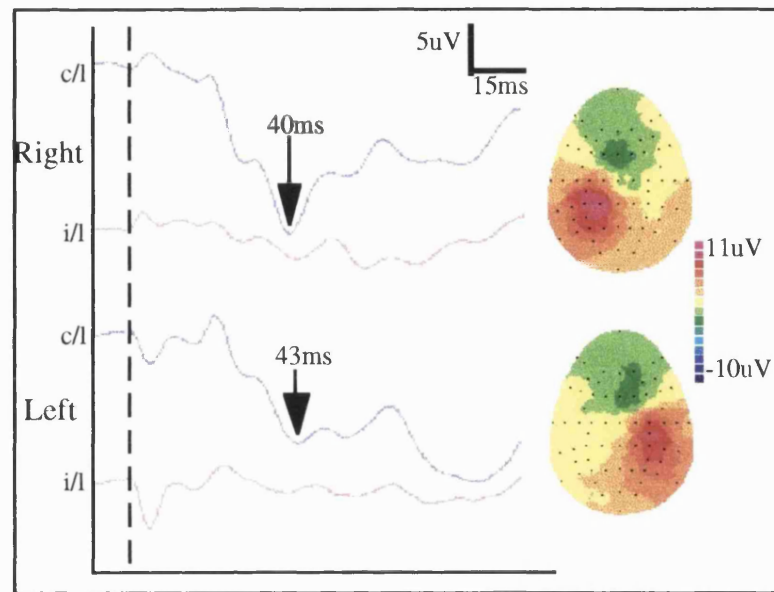 5uV
15ms
c/l
40ms
Right
i/l
11uV
c/l
43ms
-10uV
Left
i/l